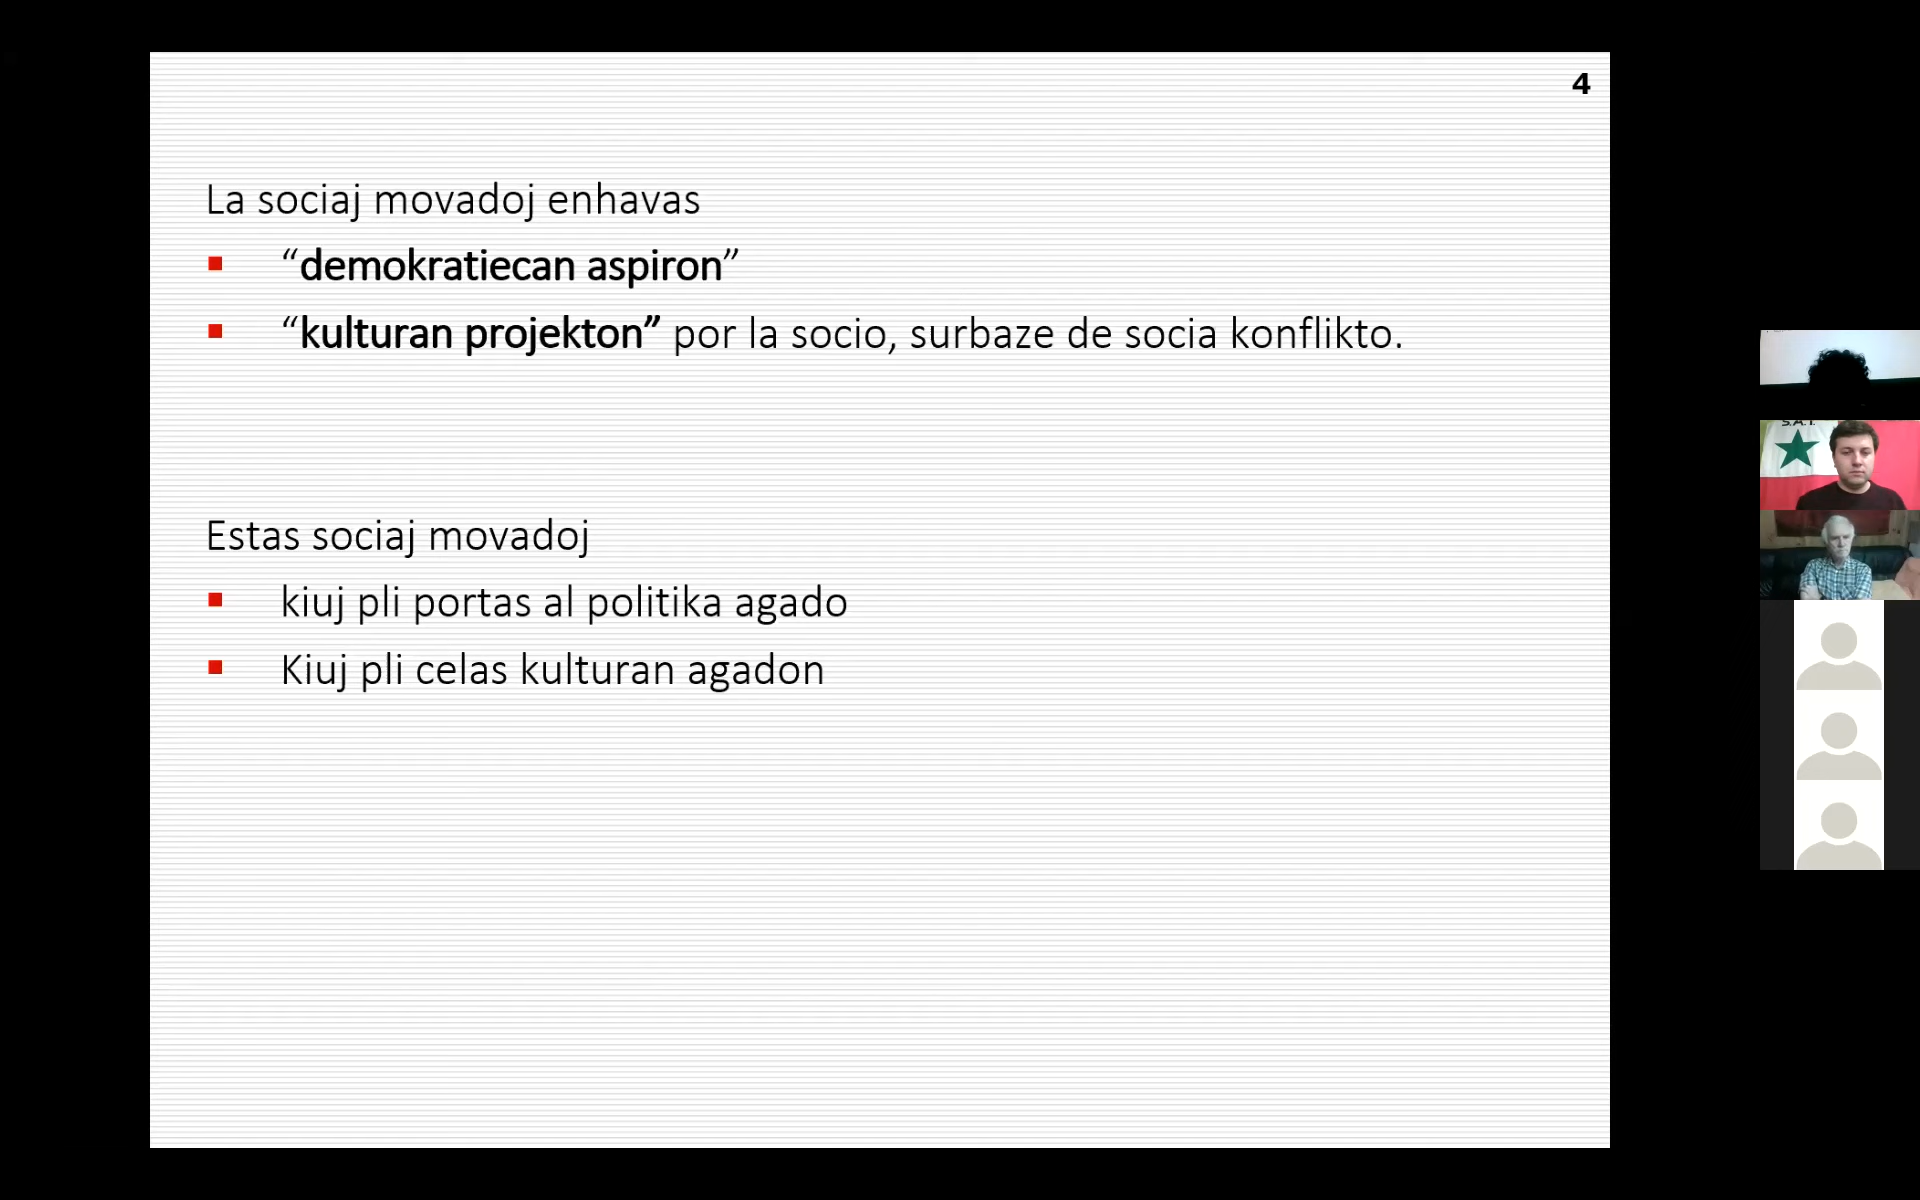 4
La sociaj movadoj enhavas
▪ “demokratiecan aspiron”
▪ “kulturan projekton” por la socio, surbaze de socia konflikto.
Estas sociaj movadoj
▪ kiuj pli portas al politika agado
▪ Kiuj pli celas kulturan agadon
S.A.T.